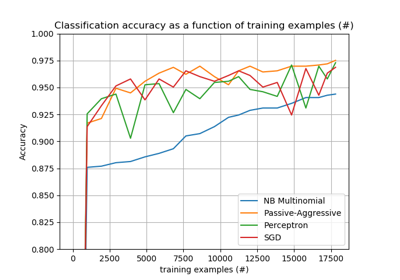 Classification accuracy as a function of training examples (#)
1.000
0.975
0.950
0.925
0.900
0.875
0.850
0.825
0.800
Accuracy
NB Multinomial
Passive-Aggressive
Perceptron
SGD
0 2500 5000 7500 10000 12500 15000 17500
training examples (#)